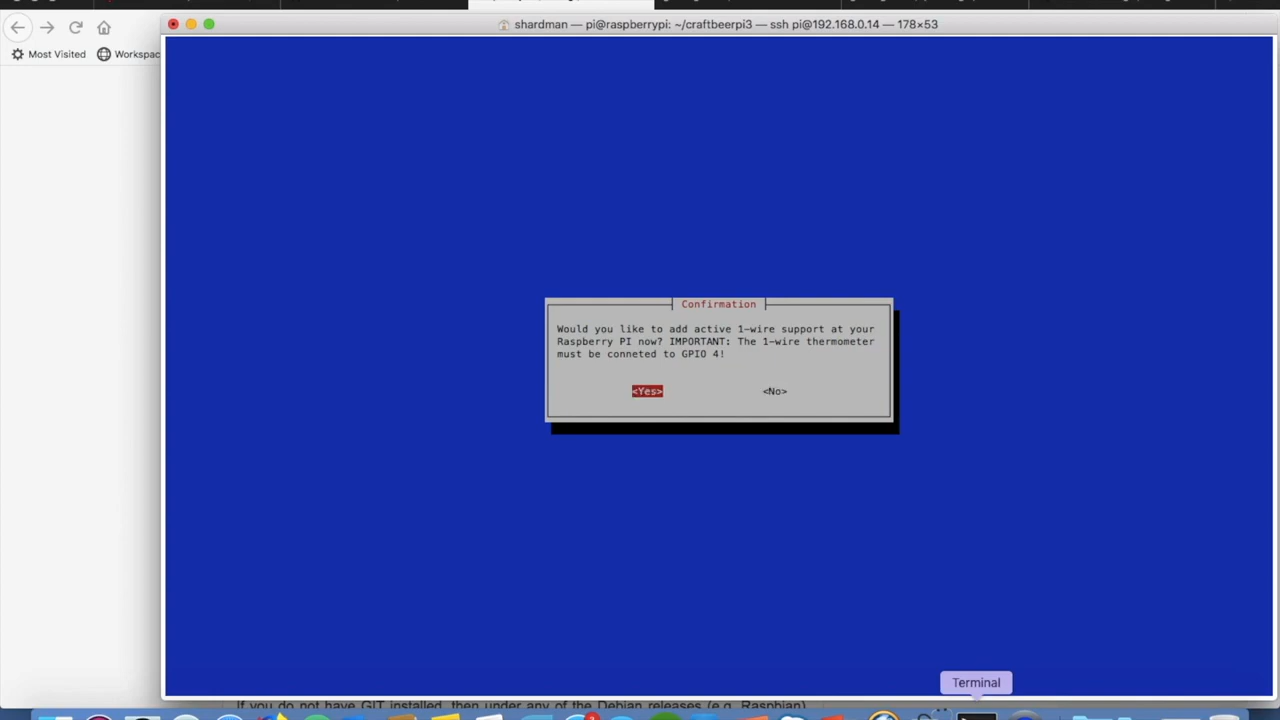 shardman — pi@raspberrypi: ~/craftbeerpi3 — ssh pi@192.168.0.14 — 178×53
Most Visited
Workspac
Confirmation
Would you like to add active 1-wire support at your
Raspberry PI now? IMPORTANT: The 1-wire thermometer
must be conneted to GPIO 4!
<Yes>
<No>
Terminal
If you do not have GIT installed, then under any of the Debian releases (e.g. Raspbian)